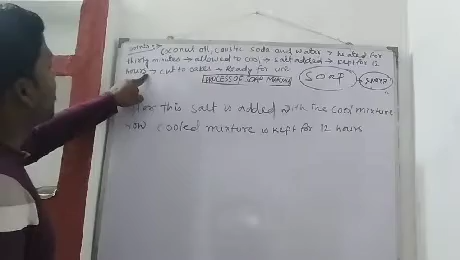 Points:- Coconut oil, caustic soda and water → heated for
thirty minutes → allowed to cool → salt added → kept for 12
hours → cut to cakes → Ready for use
PROCESS OF SOAP MAKING
SOAP
this salt is added with the cool mixture
now cooled mixture is kept for 12 hours